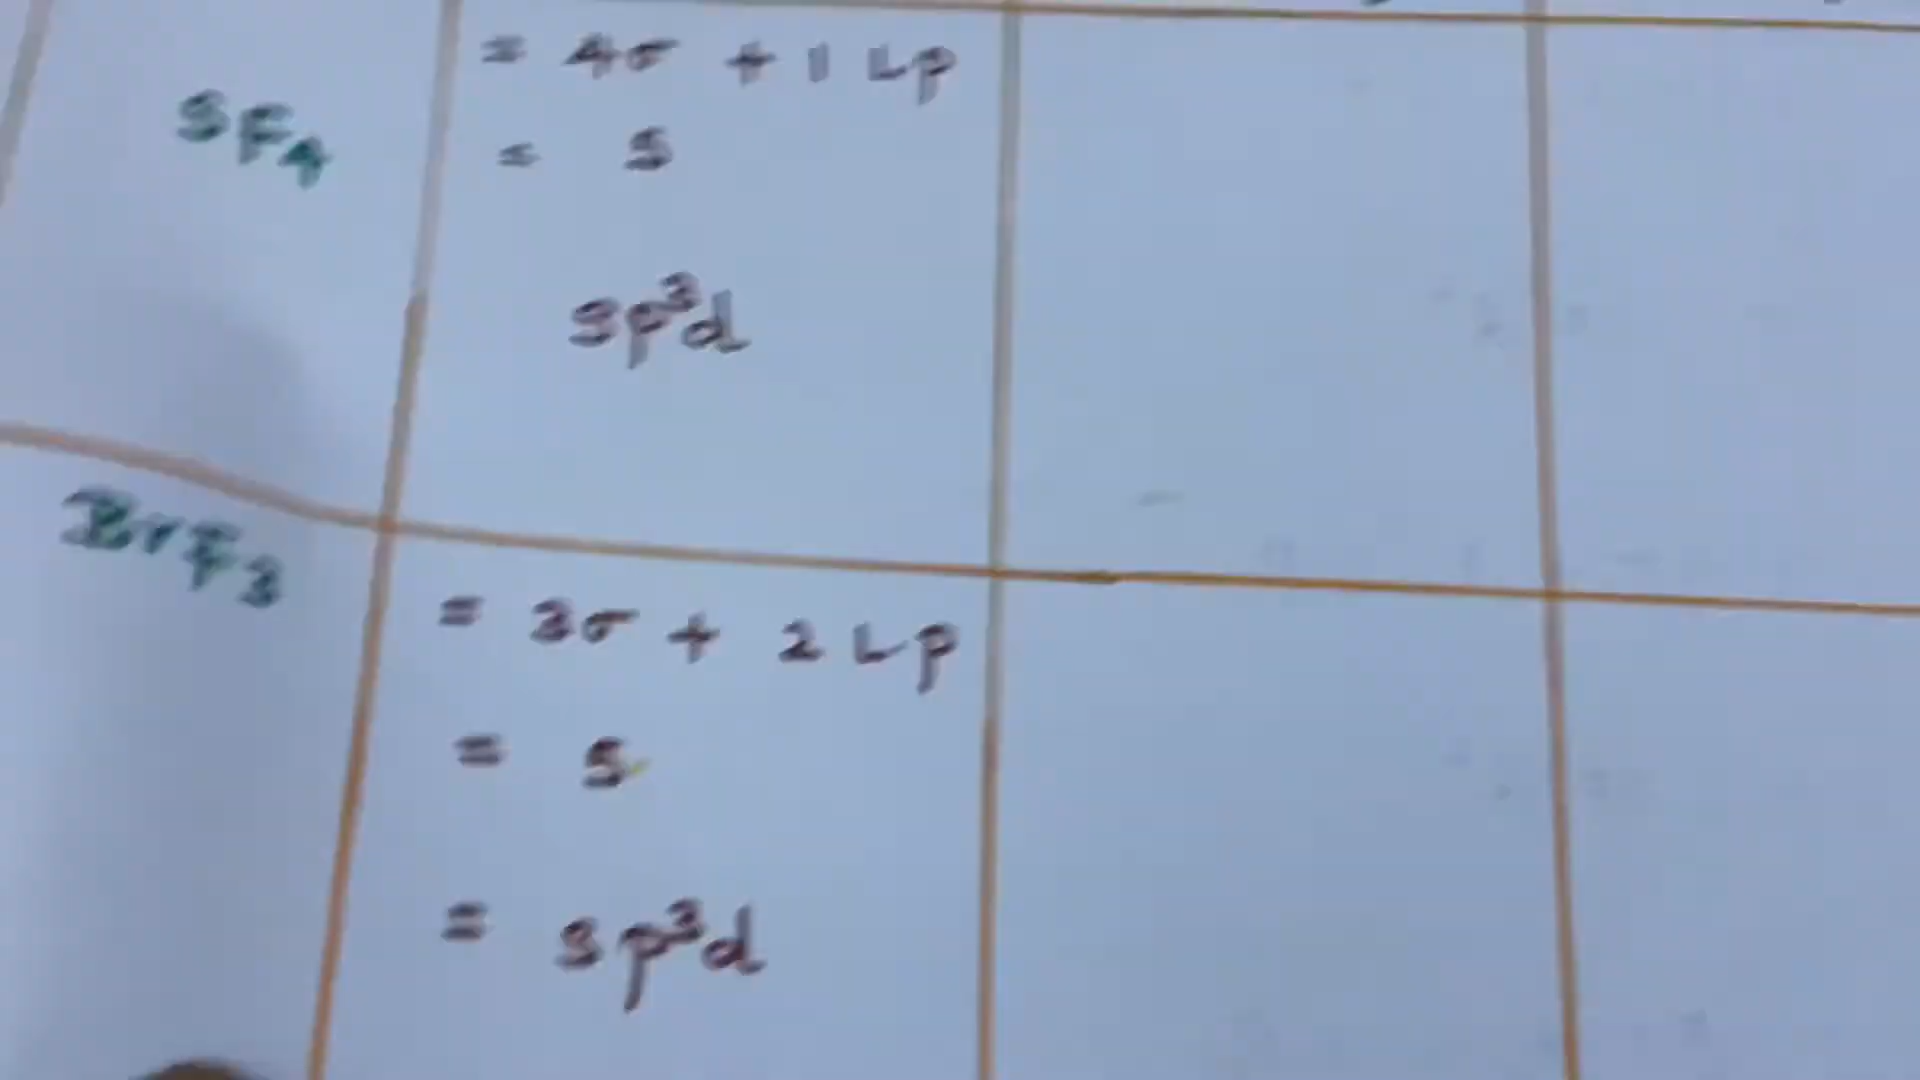 = 4σ + 1 Lp
SF₄
= 5
sp³d
BrF₃
= 3σ + 2 Lp
= 5
= sp³d